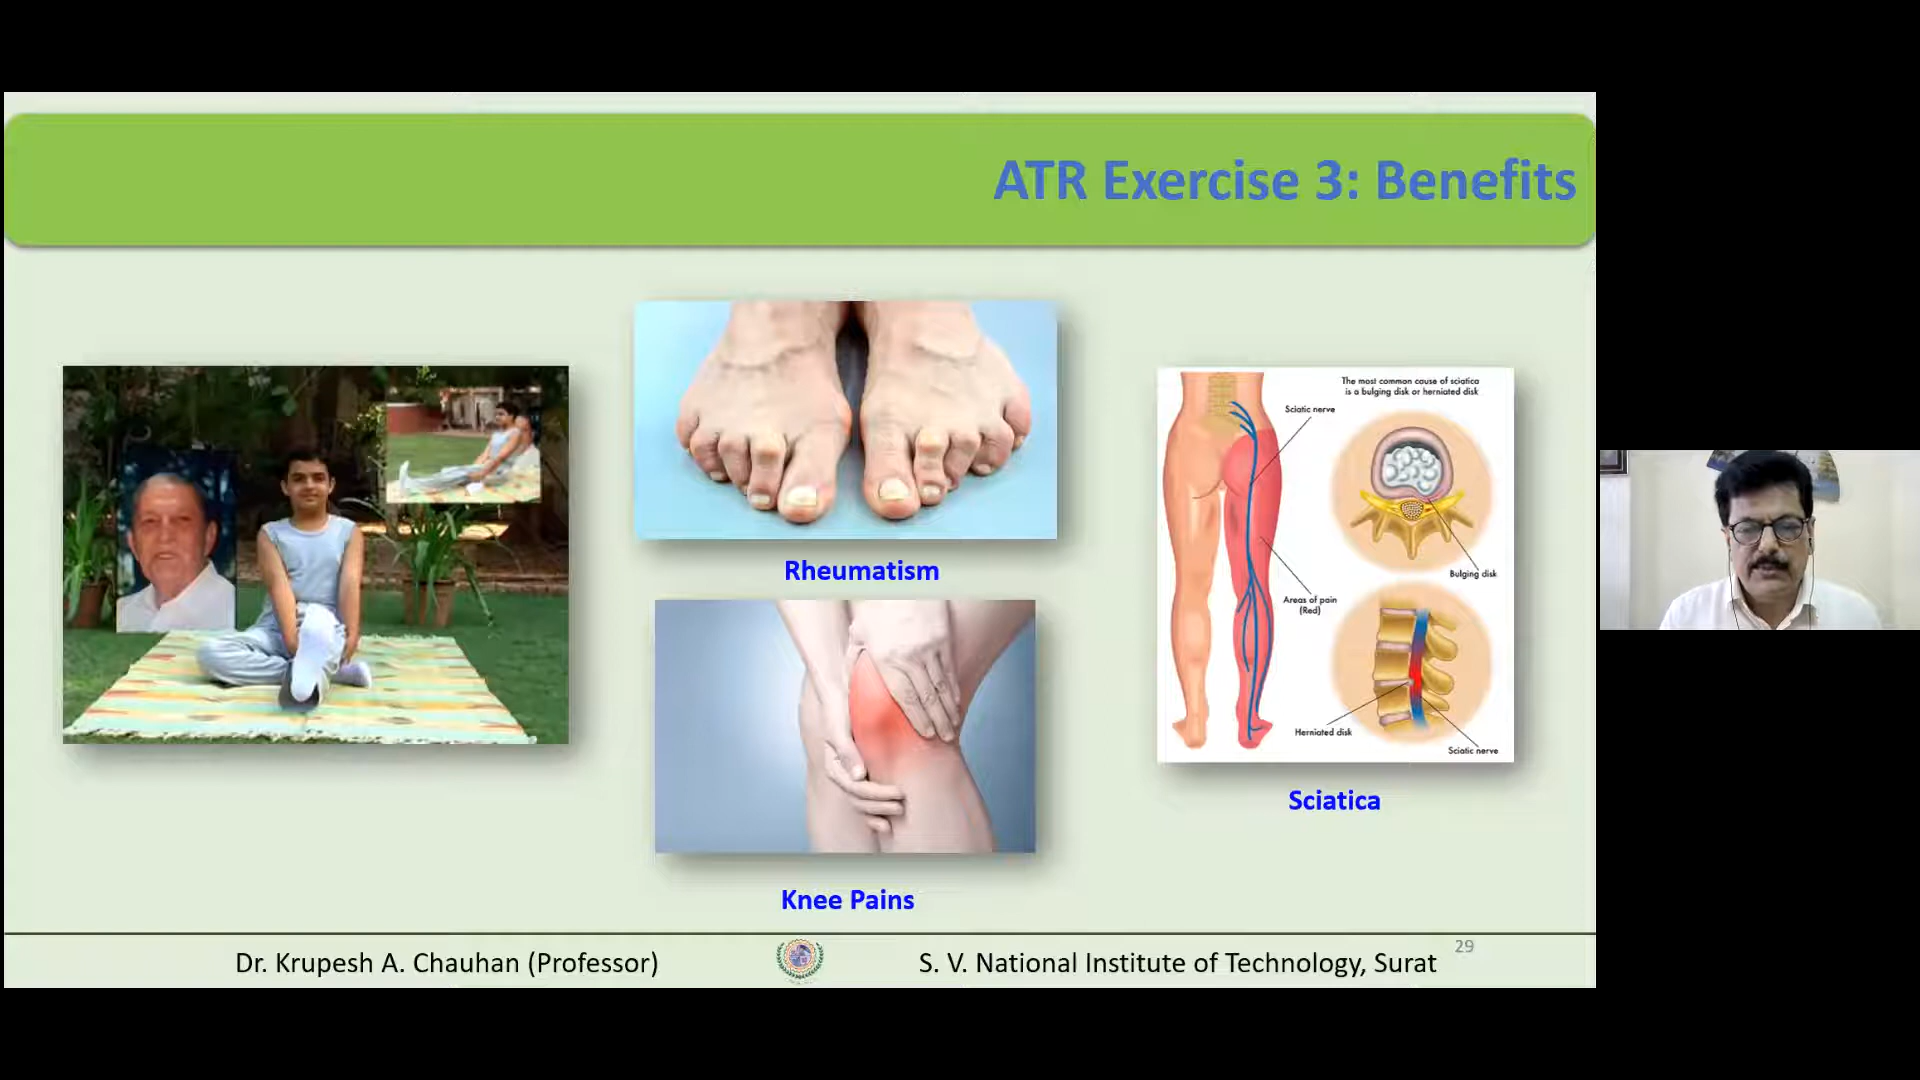 ATR Exercise 3: Benefits
Rheumatism
Knee Pains
The most common cause of sciatica
is a bulging disk or herniated disk
Sciatic nerve
Bulging disk
Areas of pain
(Red)
Herniated disk
Sciatic nerve
Sciatica
Dr. Krupesh A. Chauhan (Professor)
S. V. National Institute of Technology, Surat
29